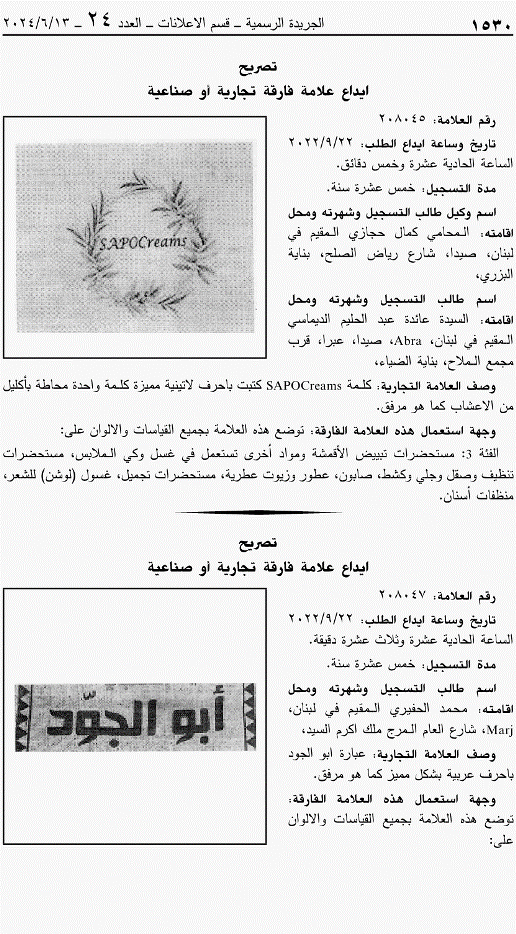 ١٥٣٠ الجريدة الرسمية ـ قسم الاعلانات ـ العدد ٢٤ ـ ٢٠٢٤/٦/١٣
تصريح
ايداع علامة فارقة تجارية أو صناعية
رقم العلامة: ٢٠٨٠٤٥
تاريخ وساعة ايداع الطلب: ٢٠٢٢/٩/٢٢
الساعة الحادية عشرة وخمس دقائق.
مدة التسجيل: خمس عشرة سنة.
اسم وكيل طالب التسجيل وشهرته ومحل
اقامته: المحامي كمال حجازي المقيم في
لبنان، صيدا، شارع رياض الصلح، بناية
البزري،
اسم طالب التسجيل وشهرته ومحل
اقامته: السيدة عائدة عبد الحليم الديماسي
المقيم في لبنان، Abra، صيدا، عبرا، قرب
مجمع الملاح، بناية الضياء،
SAPOCreams
وصف العلامة التجارية: كلمة SAPOCreams كتبت باحرف لاتينية مميزة كلمة واحدة محاطة بأكليل
من الاعشاب كما هو مرفق.
وجهة استعمال هذه العلامة الفارقة: توضع هذه العلامة بجميع القياسات والالوان على:
الفئة 3: مستحضرات تبييض الأقمشة ومواد أخرى تستعمل في غسل وكي الملابس، مستحضرات
تنظيف وصقل وجلي وكشط، صابون، عطور وزيوت عطرية، مستحضرات تجميل، غسول (لوشن) للشعر،
منظفات أسنان.
تصريح
ايداع علامة فارقة تجارية أو صناعية
رقم العلامة: ٢٠٨٠٤٧
تاريخ وساعة ايداع الطلب: ٢٠٢٢/٩/٢٢
الساعة الحادية عشرة وثلاث عشرة دقيقة.
مدة التسجيل: خمس عشرة سنة.
اسم طالب التسجيل وشهرته ومحل
اقامته: محمد الحفيري المقيم في لبنان،
Marj، شارع العام المرج ملك اكرم السيد،
وصف العلامة التجارية: عبارة ابو الجود
باحرف عربية بشكل مميز كما هو مرفق.
وجهة استعمال هذه العلامة الفارقة:
توضع هذه العلامة بجميع القياسات والالوان
على:
أبو الجوّد